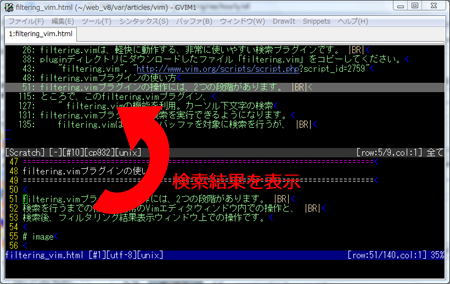 filtering_vim.html (~/web_v8/var/articles/vim) - GVIM1
ファイル(F) 編集(E) ツール(T) シンタックス(S) バッファ(B) ウィンドウ(W) DrawIt Snippets ヘルプ(H)
1:filtering_vim.html
26: filtering.vimは、軽快に動作する、非常に使いやすい検索プラグインです。 |BR|<
38: pluginディレクトリにダウンロードしたファイル「filtering.vim」をコピーしてください。<
43: "filtering.vim", "http://www.vim.org/scripts/script.php?script_id=2759"
48: filtering.vimプラグインの使い方<
51: filtering.vimプラグインの操作には、2つの段階があります。 |BR|<
115: ところで、このfiltering.vimプラグイン、<
127: filtering.vimの機能を利用。カーソル下文字の検索<
131: filtering.vim 検索を実行できるようになります。<
135: filtering.vimは バッファを対象に検索を行うが、 |BR|<
[Scratch] [-][#10][cp932][unix] [row:5/9,col:1] 全て
検索結果を表示
47
48 filtering.vimプラグインの使い
49
50 <
51 filtering.vimプラグイン 作には、2つの段階があります。 |BR|<
52 検索を行うまでの 用のVimエディタウィンドウ内での操作と、 |BR|<
53 検索後、フィルタリング結果表示ウィンドウ上での操作です。<
54 <
55 # image<
56 <
filtering_vim.html [#1][utf-8][unix] [row:51/140,col:1] 35%